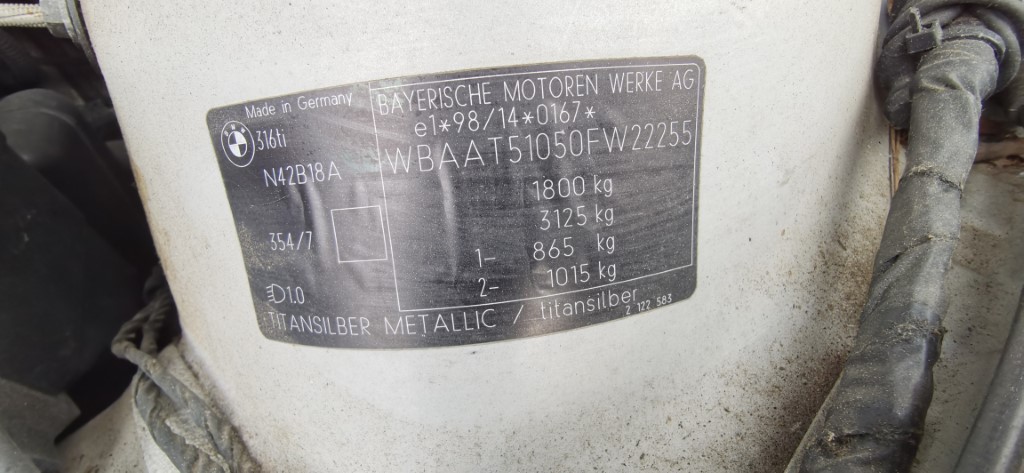 Made in Germany
316ti
N42B18A
354/7
1.0
BAYERISCHE MOTOREN WERKE AG
e1*98/14*0167*
WBAAT51050FW22255
1800 kg
3125 kg
1- 865 kg
2- 1015 kg
TITANSILBER METALLIC / titansilber
2 122 583